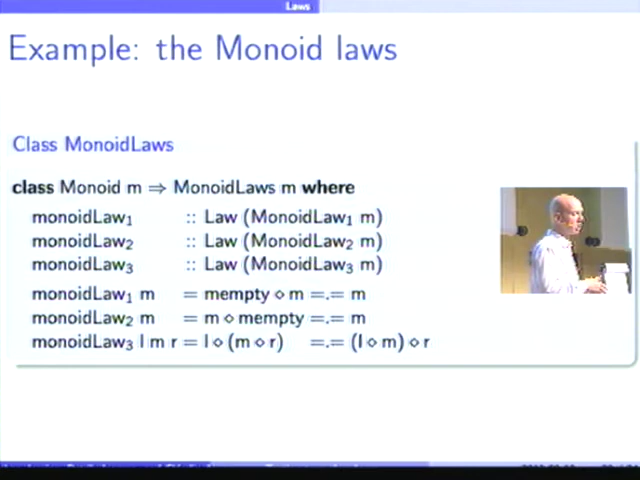 Laws
Example: the Monoid laws
Class MonoidLaws
class Monoid m ⇒ MonoidLaws m where
monoidLaw₁ :: Law (MonoidLaw₁ m)
monoidLaw₂ :: Law (MonoidLaw₂ m)
monoidLaw₃ :: Law (MonoidLaw₃ m)
monoidLaw₁ m = mempty ⋄ m =.= m
monoidLaw₂ m = m ⋄ mempty =.= m
monoidLaw₃ l m r = l ⋄ (m ⋄ r) =.= (l ⋄ m) ⋄ r